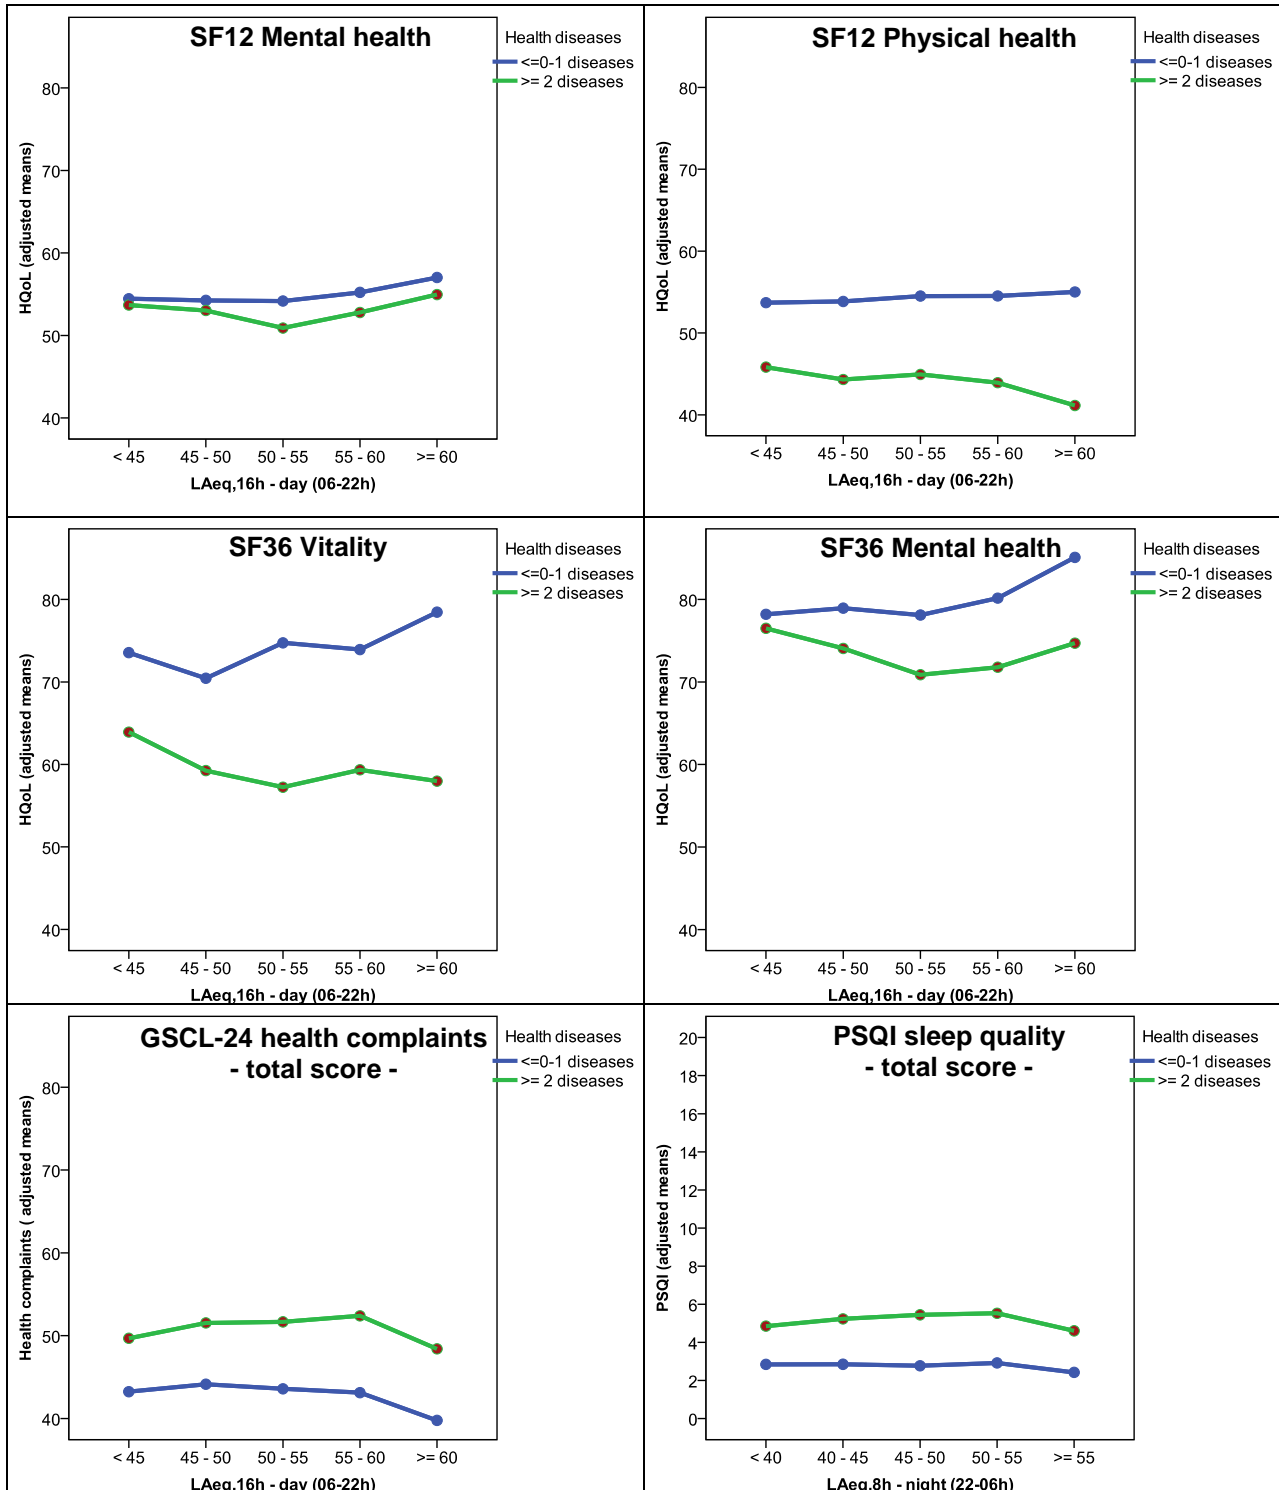 SF12 Mental health
Health diseases
<=0-1 diseases
>= 2 diseases
HQoL (adjusted means)
80
70
60
50
40
< 45 45 - 50 50 - 55 55 - 60 >= 60
LAeq,16h - day (06-22h)
SF12 Physical health
Health diseases
<=0-1 diseases
>= 2 diseases
HQoL (adjusted means)
80
70
60
50
40
< 45 45 - 50 50 - 55 55 - 60 >= 60
LAeq,16h - day (06-22h)
SF36 Vitality
Health diseases
<=0-1 diseases
>= 2 diseases
HQoL (adjusted means)
80
70
60
50
40
< 45 45 - 50 50 - 55 55 - 60 >= 60
LAeq,16h - day (06-22h)
SF36 Mental health
Health diseases
<=0-1 diseases
>= 2 diseases
HQoL (adjusted means)
80
70
60
50
40
< 45 45 - 50 50 - 55 55 - 60 >= 60
LAeq,16h - day (06-22h)
GSCL-24 health complaints
- total score -
Health diseases
<=0-1 diseases
>= 2 diseases
Health complaints ( adjusted means)
80
70
60
50
40
< 45 45 - 50 50 - 55 55 - 60 >= 60
LAeq,16h - day (06-22h)
PSQI sleep quality
- total score -
Health diseases
<=0-1 diseases
>= 2 diseases
PSQI (adjusted means)
20
18
16
14
12
10
8
6
4
2
0
< 40 40 - 45 45 - 50 50 - 55 >= 55
LAeq,8h - night (22-06h)